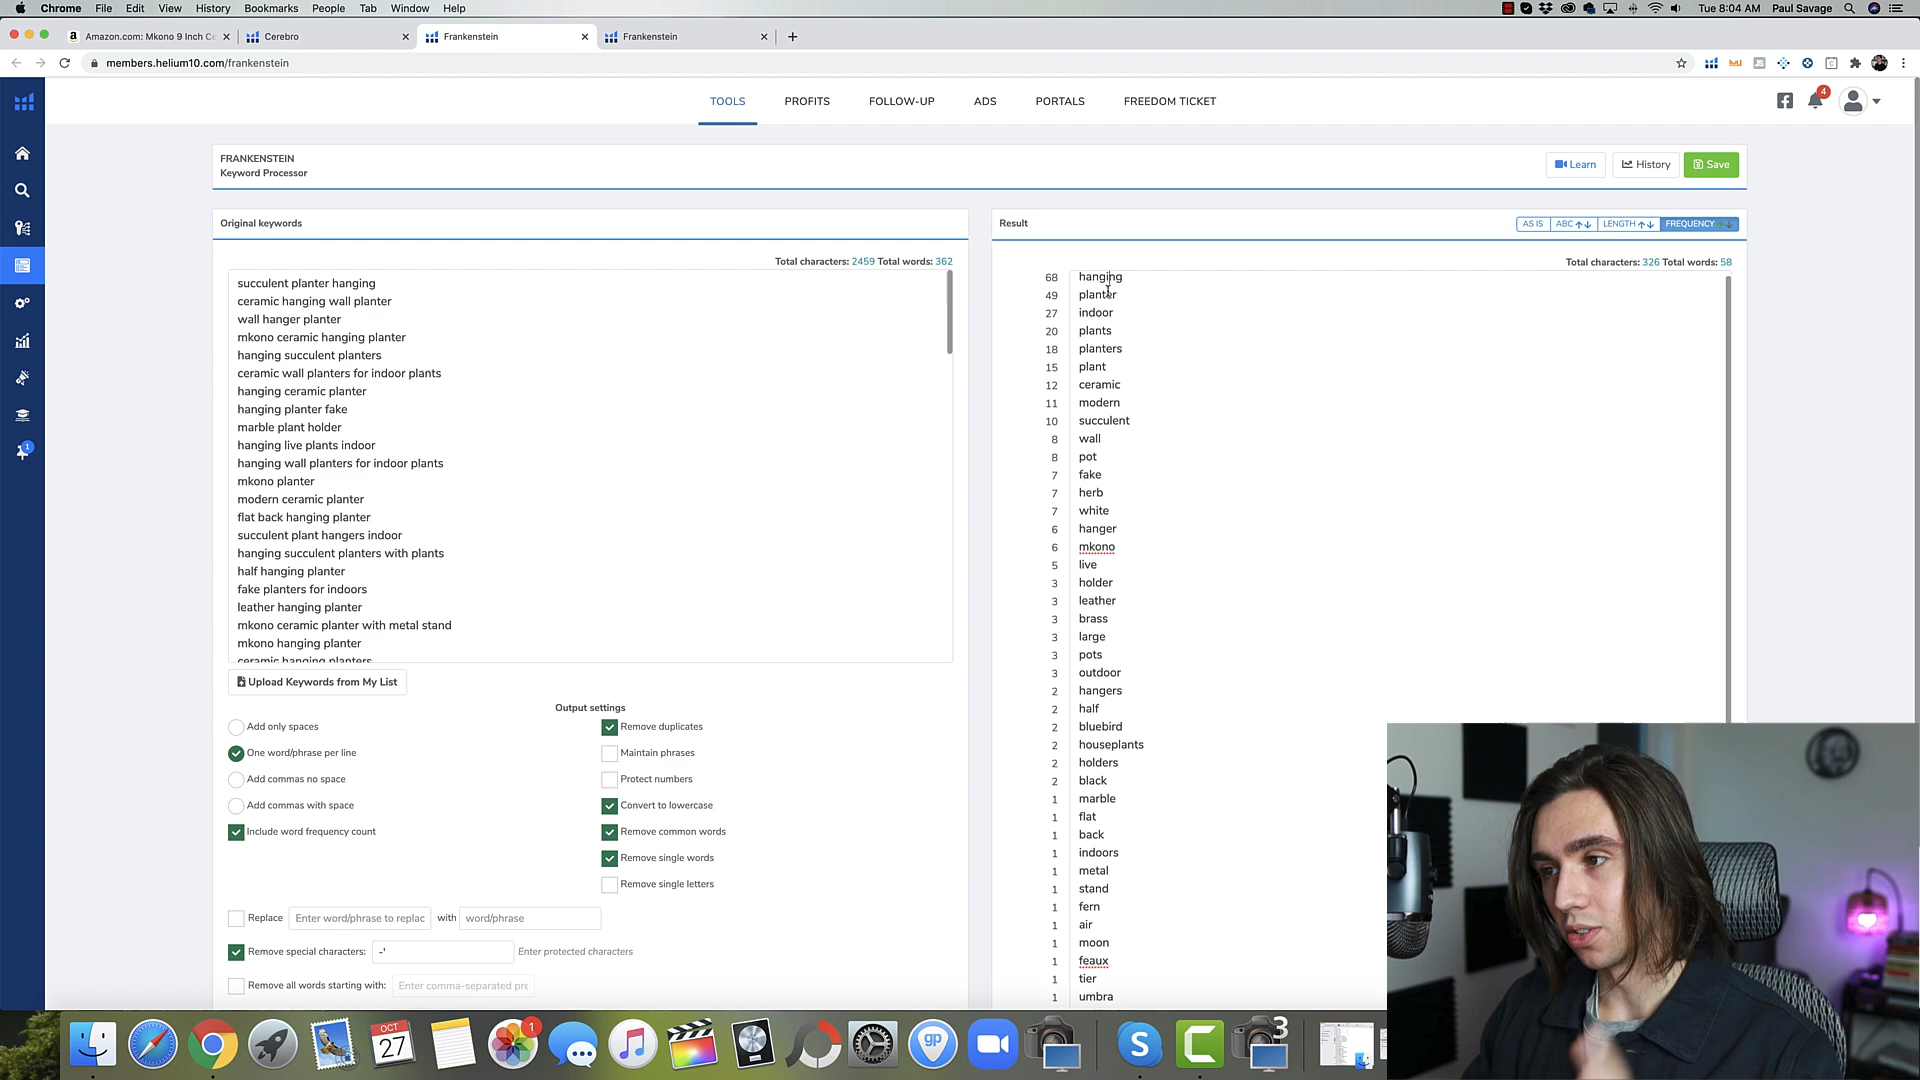 Chrome File Edit View History Bookmarks People Tab Window Help
Tue 8:04 AM Paul Savage
Amazon.com: Mkono 9 Inch C
Cerebro
Frankenstein
Frankenstein
members.helium10.com/frankenstein
TOOLS PROFITS FOLLOW-UP ADS PORTALS FREEDOM TICKET
4
FRANKENSTEIN
Keyword Processor
Learn
History
Save
Original keywords
Total characters: 2459 Total words: 362
succulent planter hanging
ceramic hanging wall planter
wall hanger planter
mkono ceramic hanging planter
hanging succulent planters
ceramic wall planters for indoor plants
hanging ceramic planter
hanging planter fake
marble plant holder
hanging live plants indoor
hanging wall planters for indoor plants
mkono planter
modern ceramic planter
flat back hanging planter
succulent plant hangers indoor
hanging succulent planters with plants
half hanging planter
fake planters for indoors
leather hanging planter
mkono ceramic planter with metal stand
mkono hanging planter
ceramic hanging planters
1
Upload Keywords from My List
Output settings
Add only spaces
One word/phrase per line
Add commas no space
Add commas with space
Include word frequency count
Remove duplicates
Maintain phrases
Protect numbers
Convert to lowercase
Remove common words
Remove single words
Remove single letters
Replace Enter word/phrase to replac with word/phrase
Remove special characters: -' Enter protected characters
Remove all words starting with: Enter comma-separated pre
Result
AS IS ABC LENGTH FREQUENCY
Total characters: 326 Total words: 58
68 hanging
49 planter
27 indoor
20 plants
18 planters
15 plant
12 ceramic
11 modern
10 succulent
8 wall
8 pot
7 fake
7 herb
7 white
6 hanger
6 mkono
5 live
3 holder
3 leather
3 brass
3 large
3 pots
3 outdoor
2 hangers
2 half
2 bluebird
2 houseplants
2 holders
2 black
1 marble
1 flat
1 back
1 indoors
1 metal
1 stand
1 fern
1 air
1 moon
1 feaux
1 tier
1 umbra
OCT
27
1
gp
3